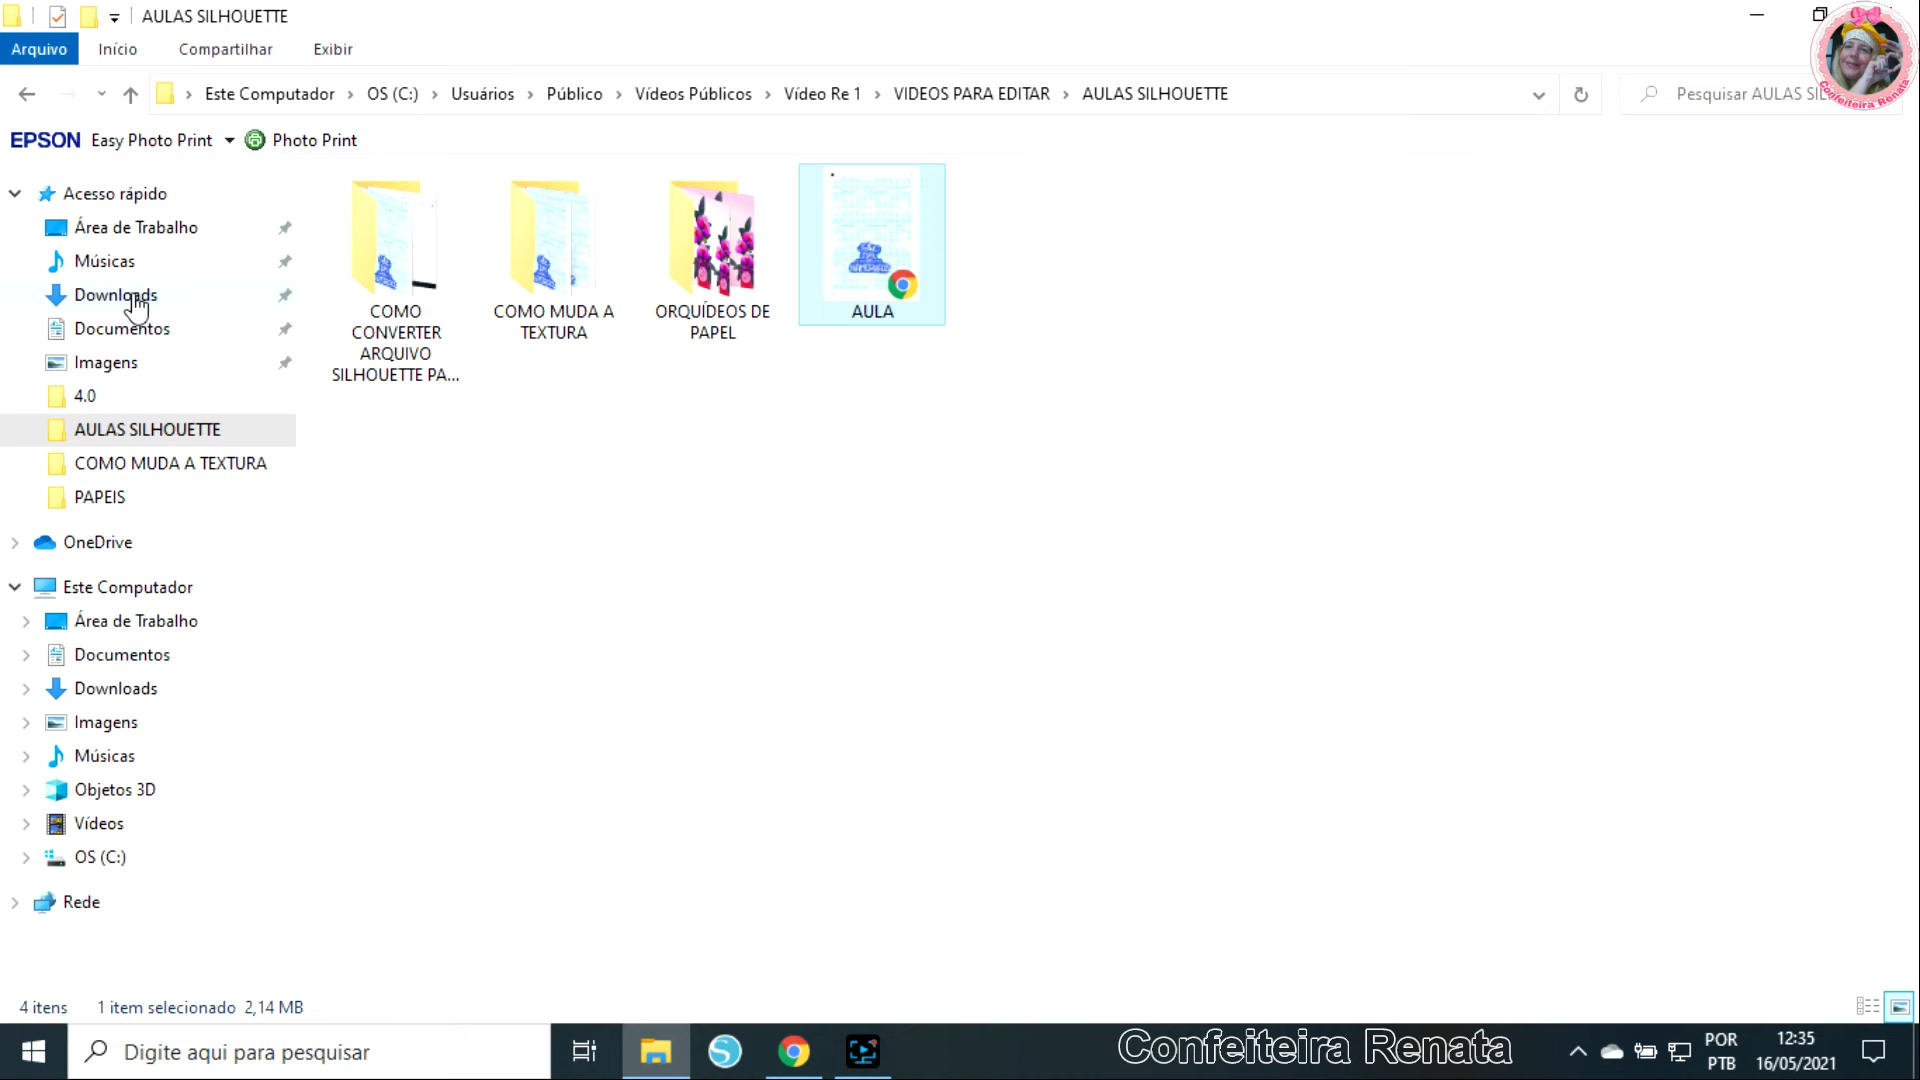 AULAS SILHOUETTE
Arquivo Início Compartilhar Exibir
Este Computador OS (C:) Usuários Público Vídeos Públicos Vídeo Re 1 VIDEOS PARA EDITAR AULAS SILHOUETTE
Pesquisar AULAS SIL
Confeiteira Renata
EPSON Easy Photo Print Photo Print
Acesso rápido
Área de Trabalho
Músicas
Downloads
Documentos
Imagens
4.0
AULAS SILHOUETTE
COMO MUDA A TEXTURA
PAPEIS
OneDrive
Este Computador
Área de Trabalho
Documentos
Downloads
Imagens
Músicas
Objetos 3D
Vídeos
OS (C:)
Rede
COMO
CONVERTER
ARQUIVO
SILHOUETTE PA...
COMO MUDA A
TEXTURA
ORQUÍDEOS DE
PAPEL
AULA
4 itens 1 item selecionado 2,14 MB
Digite aqui para pesquisar
Confeiteira Renata
POR
PTB
12:35
16/05/2021